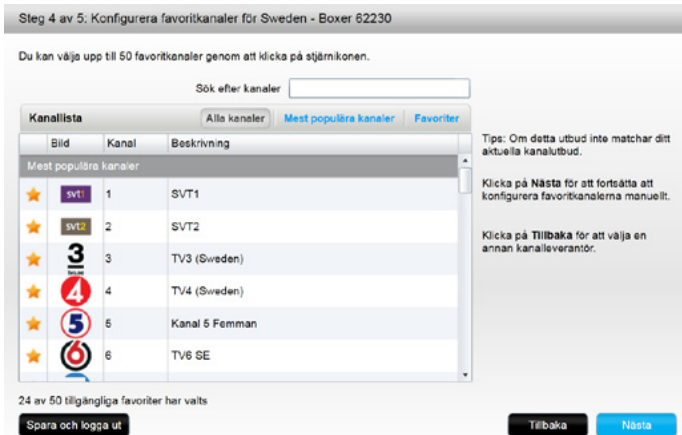 Steg 4 av 5: Konfigurera favoritkanaler för Sweden - Boxer 62230
Du kan välja upp till 50 favoritkanaler genom att klicka på stjärnikonen.
Sök efter kanaler
Kanallista Alla kanaler Mest populära kanaler Favoriter
Bild Kanal Beskrivning
Mest populära kanaler
svt1 1 SVT1
svt2 2 SVT2
3 3 TV3 (Sweden)
4 4 TV4 (Sweden)
5 5 Kanal 5 Femman
6 6 TV6 SE
Tips: Om detta utbud inte matchar ditt
aktuella kanalutbud.
Klicka på Nästa för att fortsätta att
konfigurera favoritkanalerna manuellt.
Klicka på Tillbaka för att välja en
annan kanalleverantör.
24 av 50 tillgängliga favoriter har valts
Spara och logga ut Tillbaka Nästa